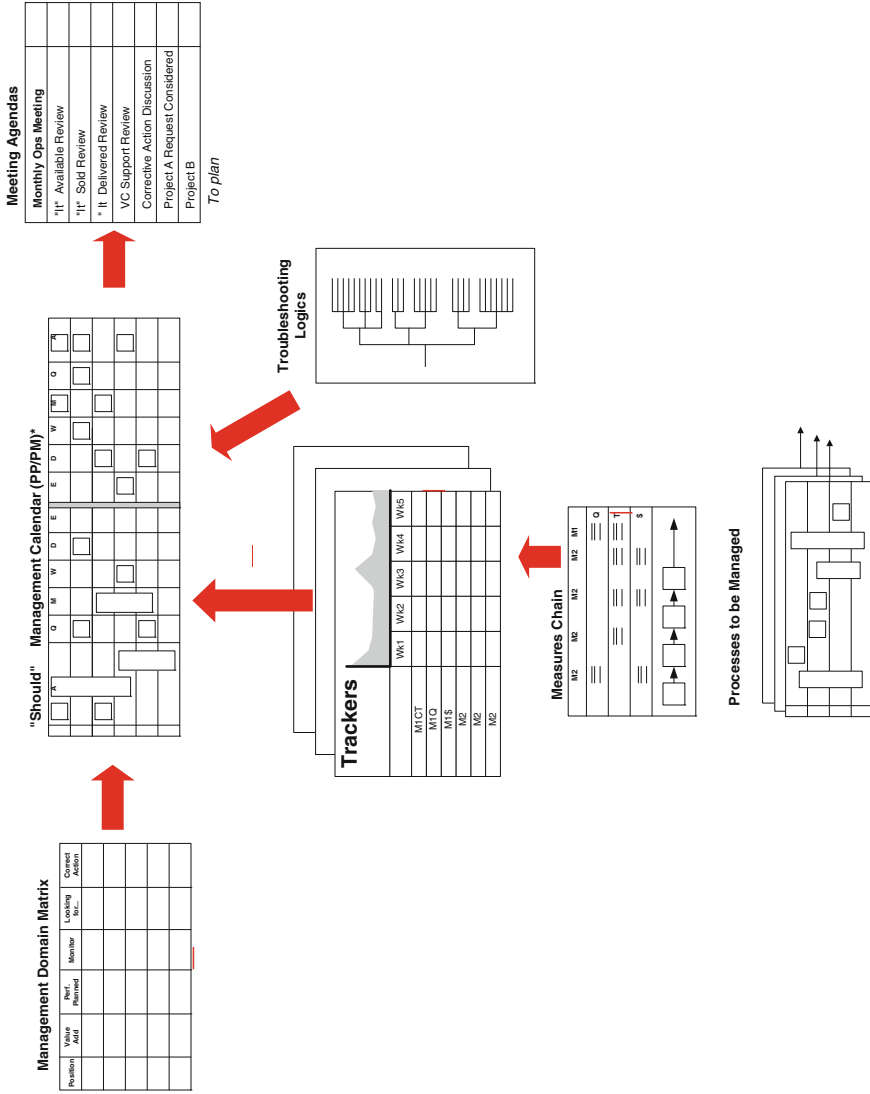 Management Domain Matrix
Position
Value
Add
Perf.
Planned
Monitor
Looking
for...
Correct
Action
"Should" Management Calendar (PP/PM)*
A Q M W D E E D W M Q A
Meeting Agendas
Monthly Ops Meeting
"It" Available Review
"It" Sold Review
" It Delivered Review
VC Support Review
Corrective Action Discussion
Project A Request Considered
Project B
To plan
Trackers
Wk1 Wk2 Wk3 Wk4 Wk5
M1CT
M1Q
M1$
M2
M2
M2
Troubleshooting
Logics
Measures Chain
M2 M2 M2 M2 M1
Q
T
$
Processes to be Managed